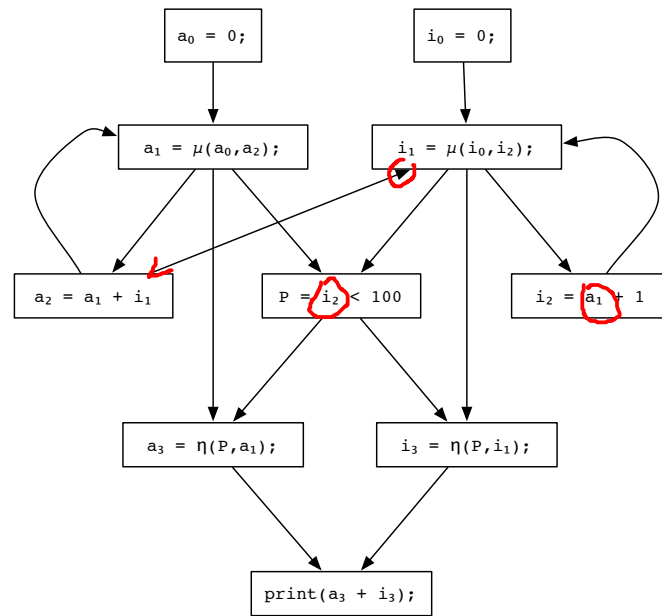 a₀ = 0;
i₀ = 0;
a₁ = μ(a₀,a₂);
i₁ = μ(i₀,i₂);
a₂ = a₁ + i₁
P = i₂ < 100
i₂ = a₁ + 1
a₃ = η(P,a₁);
i₃ = η(P,i₁);
print(a₃ + i₃);